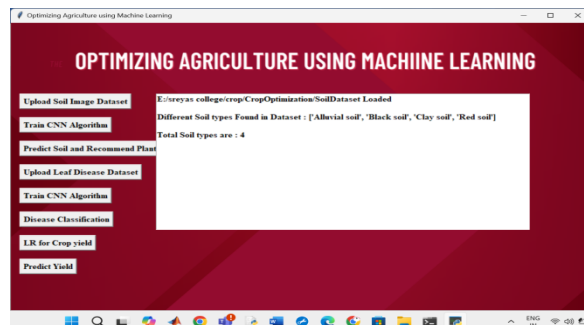 Optimizing Agriculture using Machine Learning
OPTIMIZING AGRICULTURE USING MACHIINE LEARNING
Upload Soil Image Dataset
Train CNN Algorithm
Predict Soil and Recommend Plant
Upload Leaf Disease Dataset
Train CNN Algorithm
Disease Classification
LR for Crop yield
Predict Yield
E:/sreyas college/crop/CropOptimization/SoilDataset Loaded
Different Soil types Found in Dataset : ['Alluvial soil', 'Black soil', 'Clay soil', 'Red soil']
Total Soil types are : 4
ENG